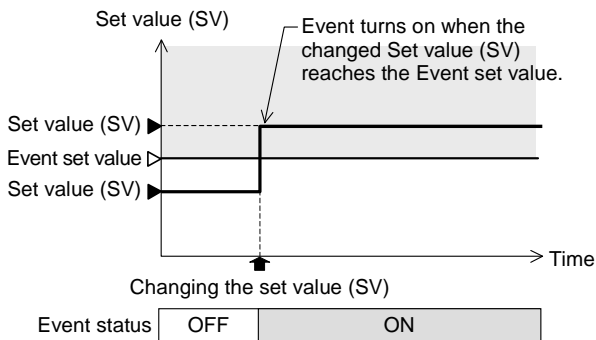 Set value (SV)
Event turns on when the
changed Set value (SV)
reaches the Event set value.
Set value (SV)
Event set value
Set value (SV)
Time
Changing the set value (SV)
Event status OFF ON